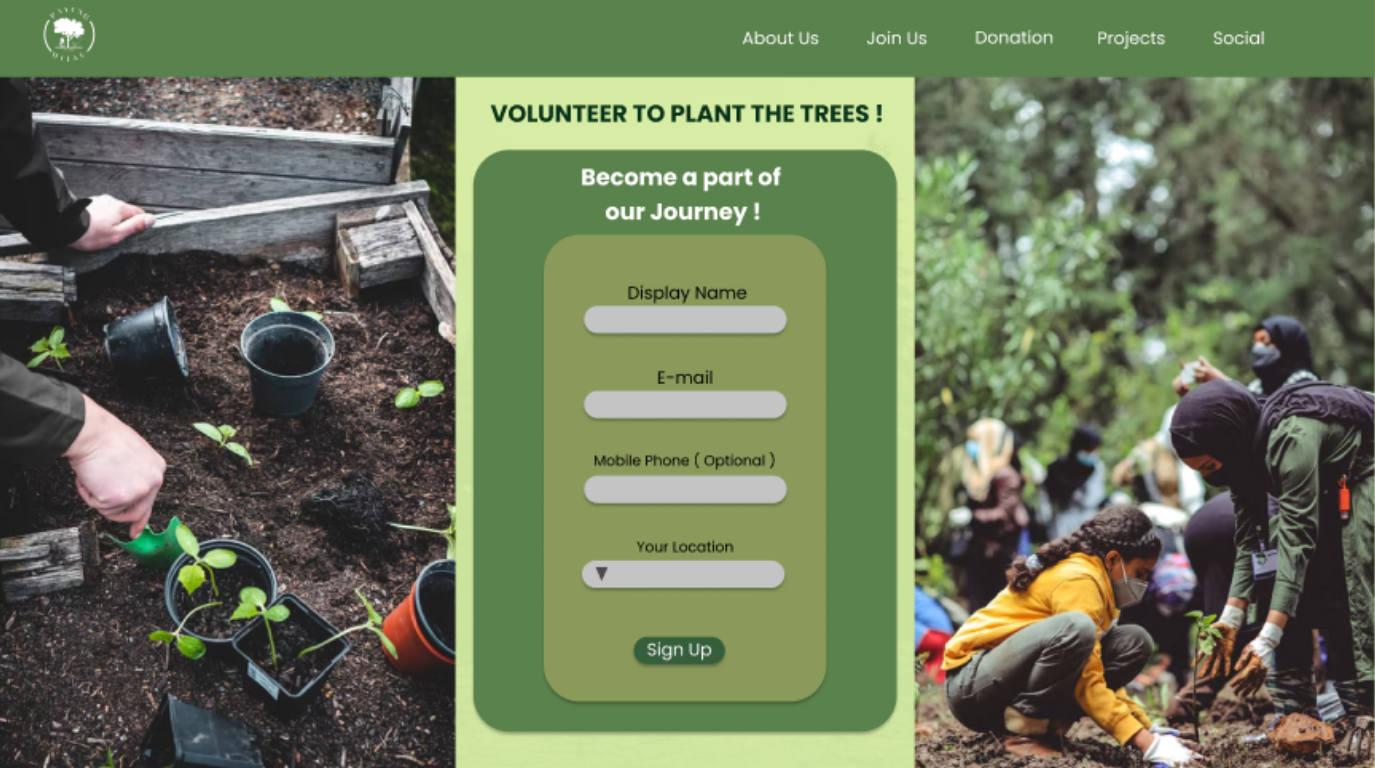 PAYUNG
About Us
Join Us
Donation
Projects
Social
VOLUNTEER TO PLANT THE TREES !
Become a part of
our Journey !
Display Name
E-mail
Mobile Phone ( Optional )
Your Location
Sign Up